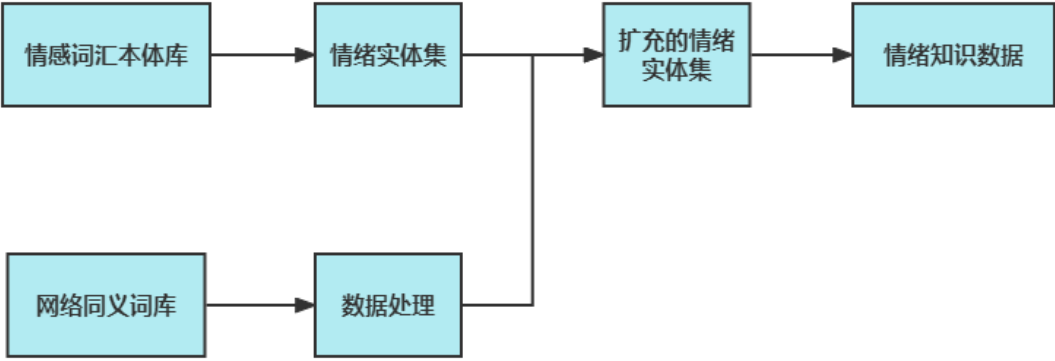 情感词汇本体库
情绪实体集
扩充的情绪
实体集
情绪知识数据
网络同义词库
数据处理